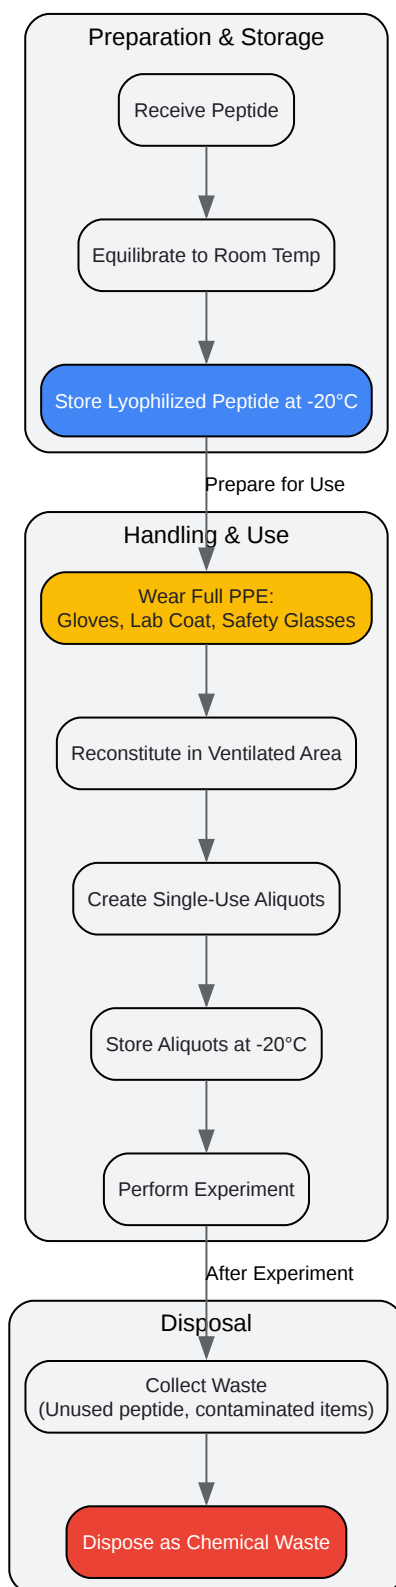 Preparation & Storage
Receive Peptide
Equilibrate to Room Temp
Store Lyophilized Peptide at -20°C
Prepare for Use
Handling & Use
Wear Full PPE:
Gloves, Lab Coat, Safety Glasses
Reconstitute in Ventilated Area
Create Single-Use Aliquots
Store Aliquots at -20°C
Perform Experiment
After Experiment
Disposal
Collect Waste
(Unused peptide, contaminated items)
Dispose as Chemical Waste